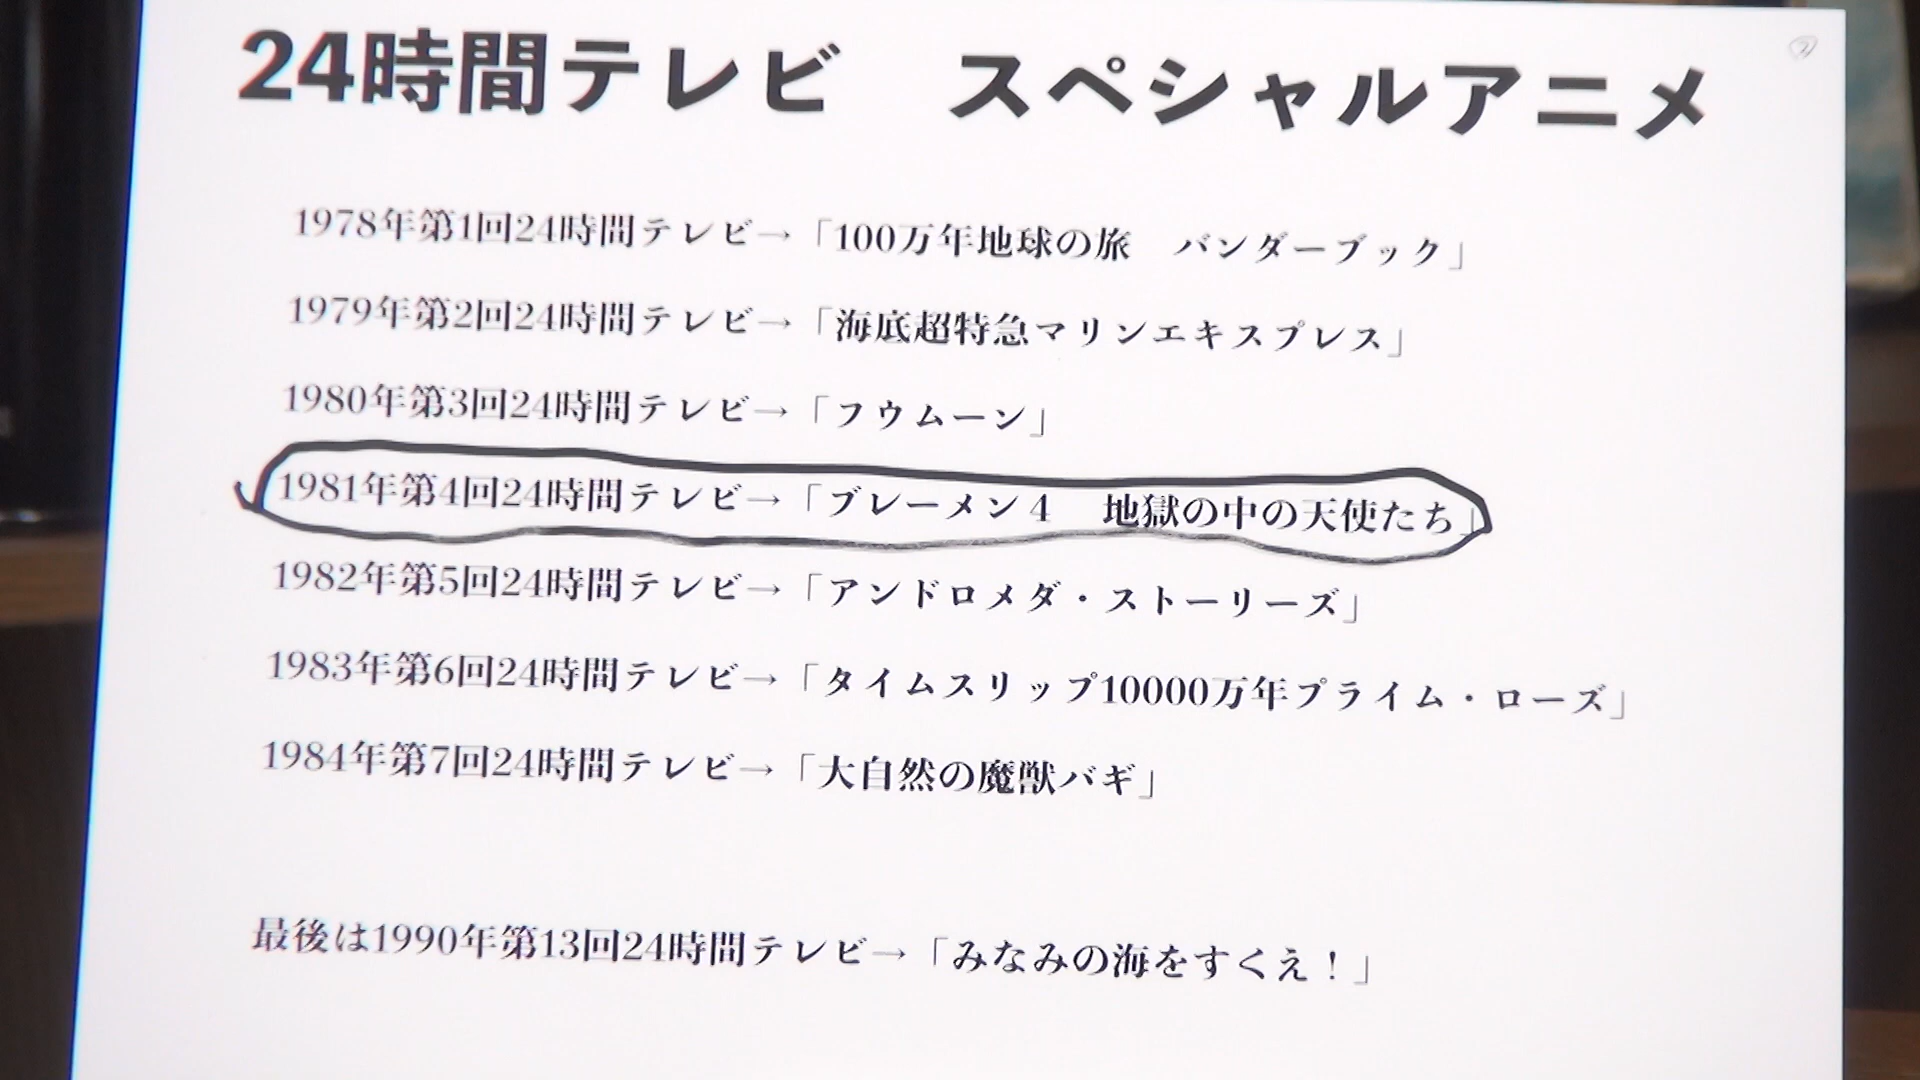 24時間テレビ　スペシャルアニメ
1978年第1回24時間テレビ→「100万年地球の旅　バンダーブック」
1979年第2回24時間テレビ→「海底超特急マリンエキスプレス」
1980年第3回24時間テレビ→「フウムーン」
1981年第4回24時間テレビ→「ブレーメン４　地獄の中の天使たち」
1982年第5回24時間テレビ→「アンドロメダ・ストーリーズ」
1983年第6回24時間テレビ→「タイムスリップ10000万年プライム・ローズ」
1984年第7回24時間テレビ→「大自然の魔獣バギ」
最後は1990年第13回24時間テレビ→「みなみの海をすくえ！」